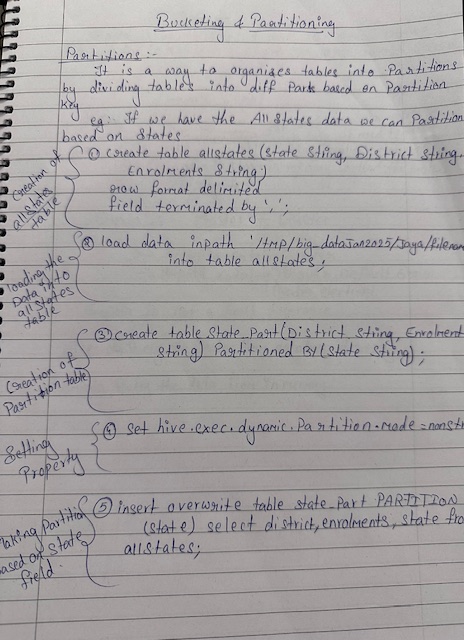 Bucketing & Partitioning
Partitions :-
It is a way to organises tables into Partitions
by dividing tables into diff Parts based on Partition
key
eg: If we have the All States data we can Partition
based on States
Creation of allstates table
① create table allstates (state string, District string,
Enrolments string)
row format delimited
field terminated by ',';
loading the Data into allstates table
② load data inpath '/tmp/big_dataJan2025/Jaya/filenam
into table allstates;
Creation of Partition table
③ create table State_Part (District string, Enrolment
string) Partitioned By (state string);
Setting Property
④ set hive.exec.dynamic.Partition.mode=nonst
Making Partition based on State field.
⑤ insert overwrite table state_part PARTITION
(state) select district, enrolments, state fro
allstates;